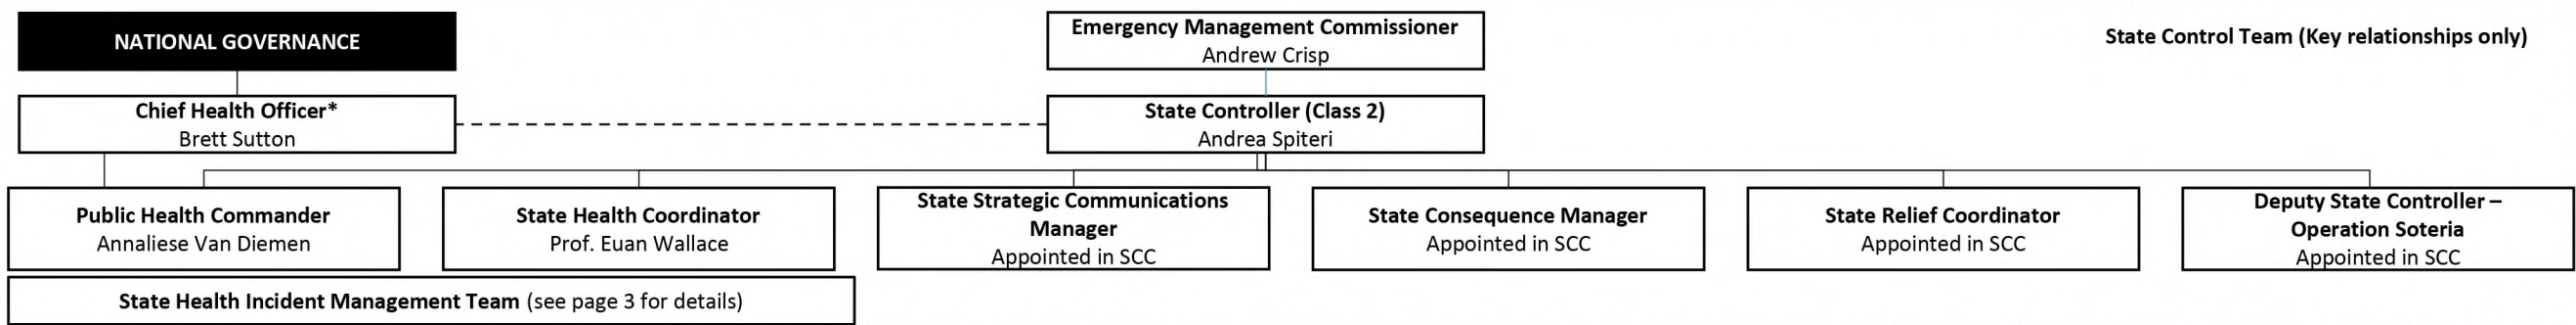 NATIONAL GOVERNANCE
Emergency Management Commissioner
Andrew Crisp
State Control Team (Key relationships only)
Chief Health Officer*
Brett Sutton
State Controller (Class 2)
Andrea Spiteri
Public Health Commander
Annaliese Van Diemen
State Health Coordinator
Prof. Euan Wallace
State Strategic Communications
Manager
Appointed in SCC
State Consequence Manager
Appointed in SCC
State Relief Coordinator
Appointed in SCC
Deputy State Controller –
Operation Soteria
Appointed in SCC
State Health Incident Management Team (see page 3 for details)